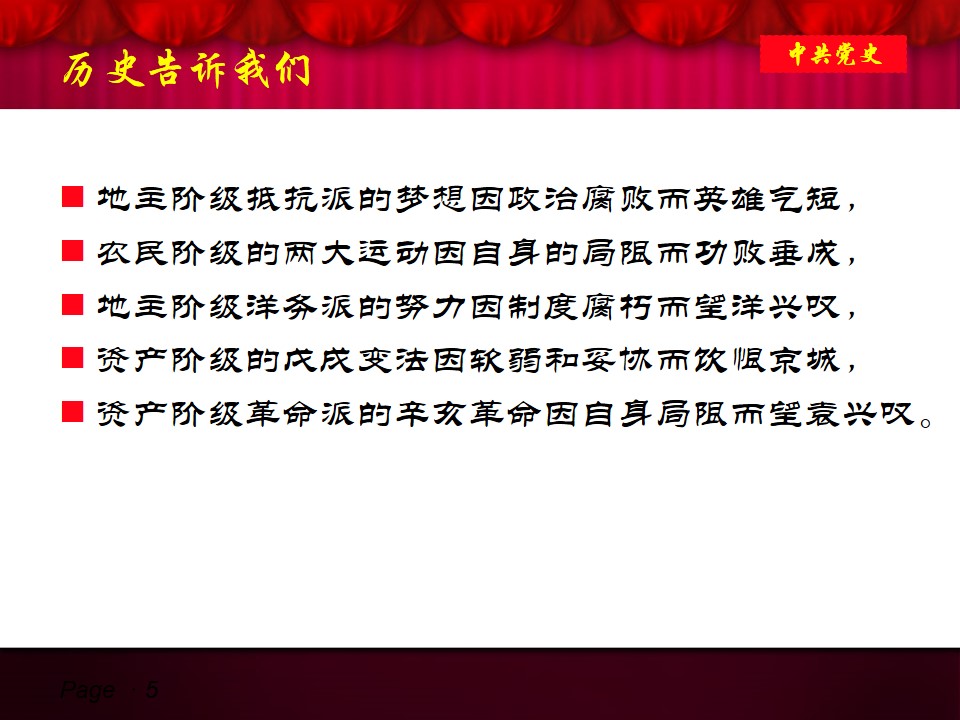 历史告诉我们
中共党史
地主阶级抵抗派的梦想因政治腐败而英雄气短，
农民阶级的两大运动因自身的局限而功败垂成，
地主阶级洋务派的努力因制度腐朽而望洋兴叹，
资产阶级的戊戌变法因软弱和妥协而饮恨京城，
资产阶级革命派的辛亥革命因自身局限而望袁兴叹。
Page 5